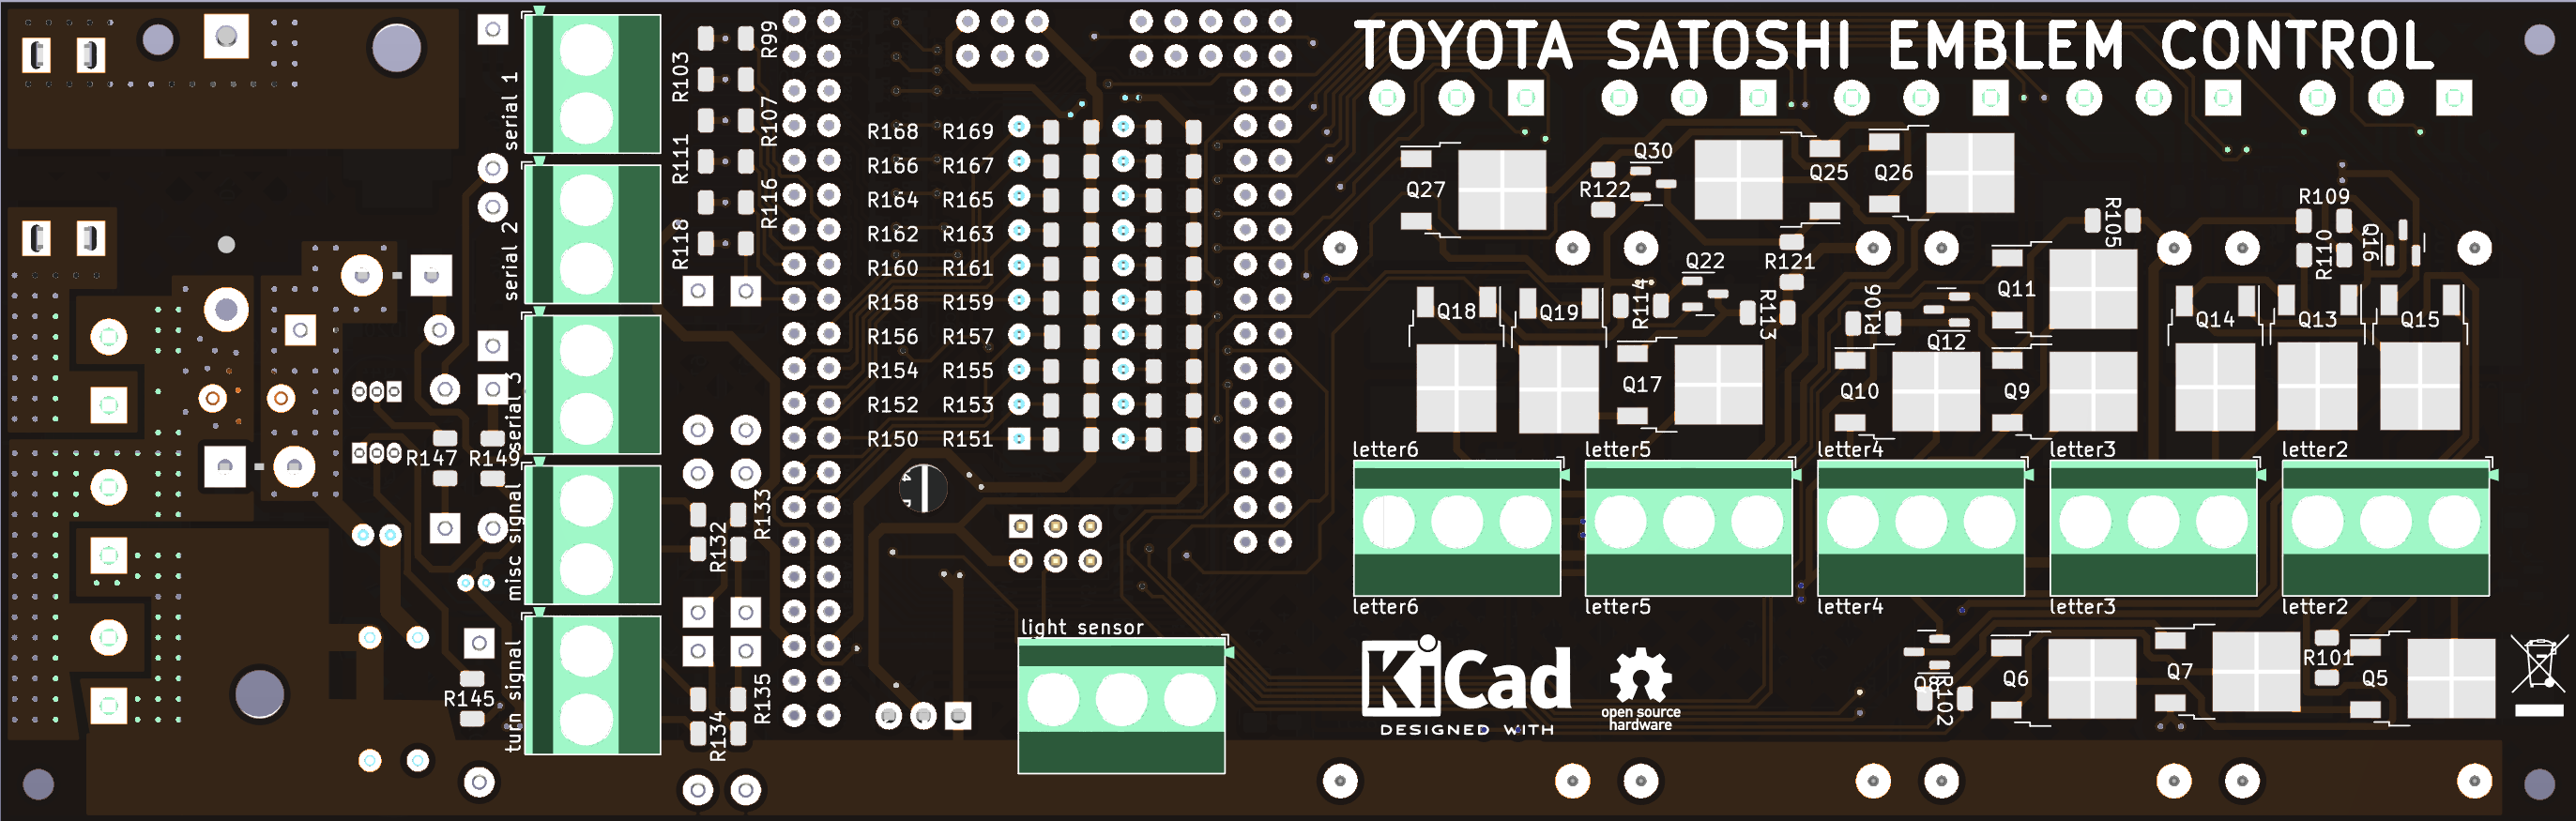 TOYOTA SATOSHI EMBLEM CONTROL
serial 1
serial 2
serial 3
misc signal
turn signal
R99
R103
R107
R111
R116
R118
R168 R169
R166 R167
R164 R165
R162 R163
R160 R161
R158 R159
R156 R157
R154 R155
R152 R153
R150 R151
R147 R149
R132
R133
R145
R134
R135
light sensor
Q27
R122
Q30
Q25
Q26
R105
R109
R110
Q16
Q22
R121
Q18
Q19
R114
R113
R106
Q12
Q11
Q14
Q13
Q15
Q17
Q10
Q9
letter6
letter5
letter4
letter3
letter2
letter6
letter5
letter4
letter3
letter2
KiCad
DESIGNED WITH
open source
hardware
R102
Q6
Q7
R101
Q5